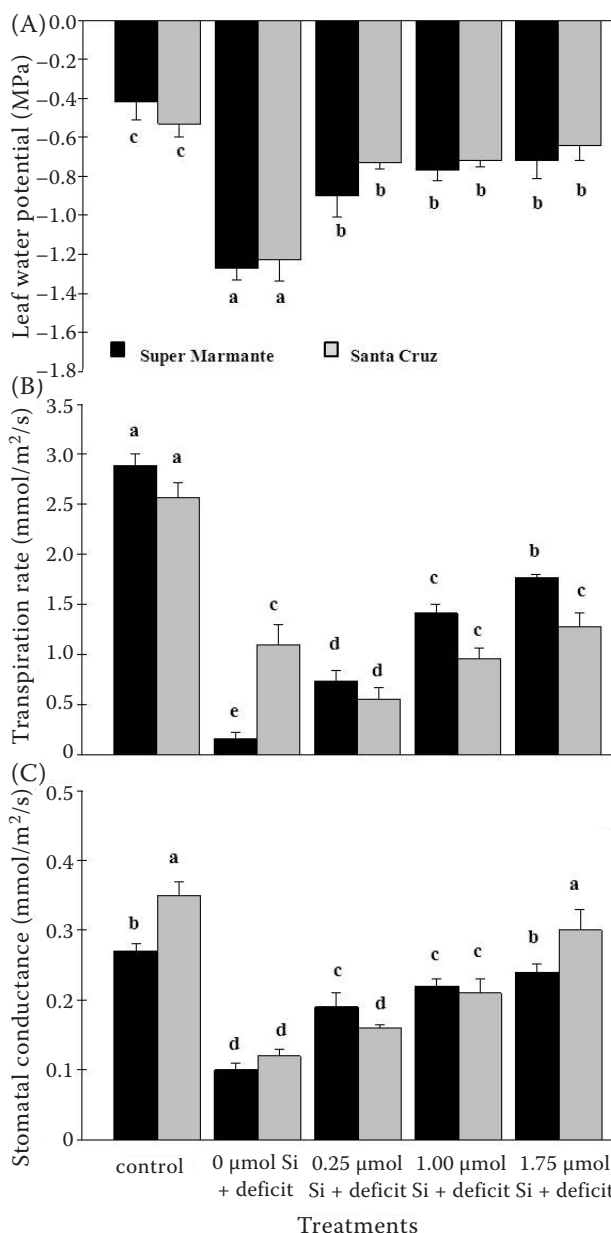 (A)
Leaf water potential (MPa)
0.0
−0.2
−0.4
−0.6
−0.8
−1.0
−1.2
−1.4
−1.6
−1.8
c c a a b b b b b b
Super Marmante Santa Cruz
(B)
Transpiration rate (mmol/m²/s)
3.5
3.0
2.5
2.0
1.5
1.0
0.5
0
a a e c d d c c b c
(C)
Stomatal conductance (mmol/m²/s)
0.5
0.4
0.3
0.2
0.1
0
b a d d c d c c b a
control 0 µmol Si 0.25 µmol 1.00 µmol 1.75 µmol
+ deficit Si + deficit Si + deficit Si + deficit
Treatments